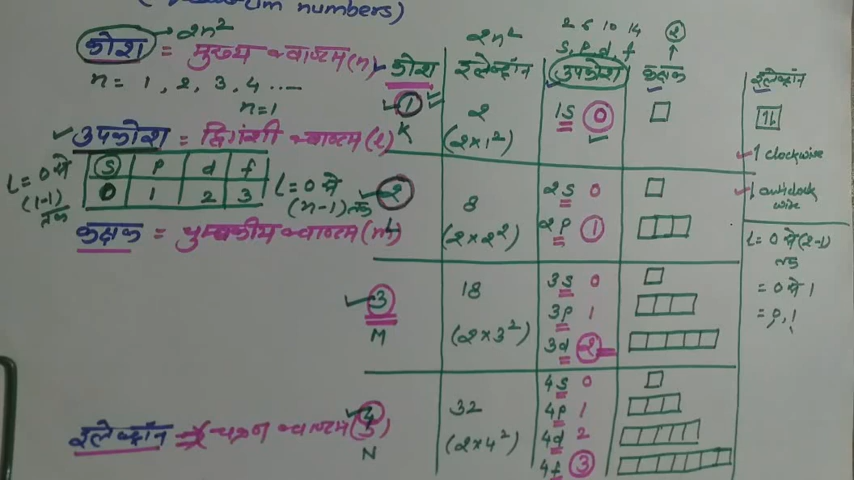 numbers)
कोश → 2n²
= मुख्य क्वाण्टम (n)
n = 1, 2, 3, 4 ....
n=1
उपकोश = द्विगंशी क्वाण्टम (l)
l = 0 से (1-1) तक
S P d f
0 1 2 3
l = 0 से (n-1) तक
कक्षक = चुम्बकीय क्वाण्टम (m)
इलेक्ट्रॉन = चक्रण क्वाण्टम (s)
2n²
2 6 10 14
S, P, d, f
2
कोश इलेक्ट्रॉन उपकोश कक्षक इलेक्ट्रॉन
1 2 1S 0 1L
K (2×1²)
1 clockwise
1 anticlock wise
2 8 2S 0
L (2×2²) 2P 1
l = 0 से (2-1) तक
= 0 से 1
= 0, 1
3 18 3S 0
3P 1
M (2×3²) 3d 2
4 32 4S 0
4P 1
N (2×4²) 4d 2
4f 3